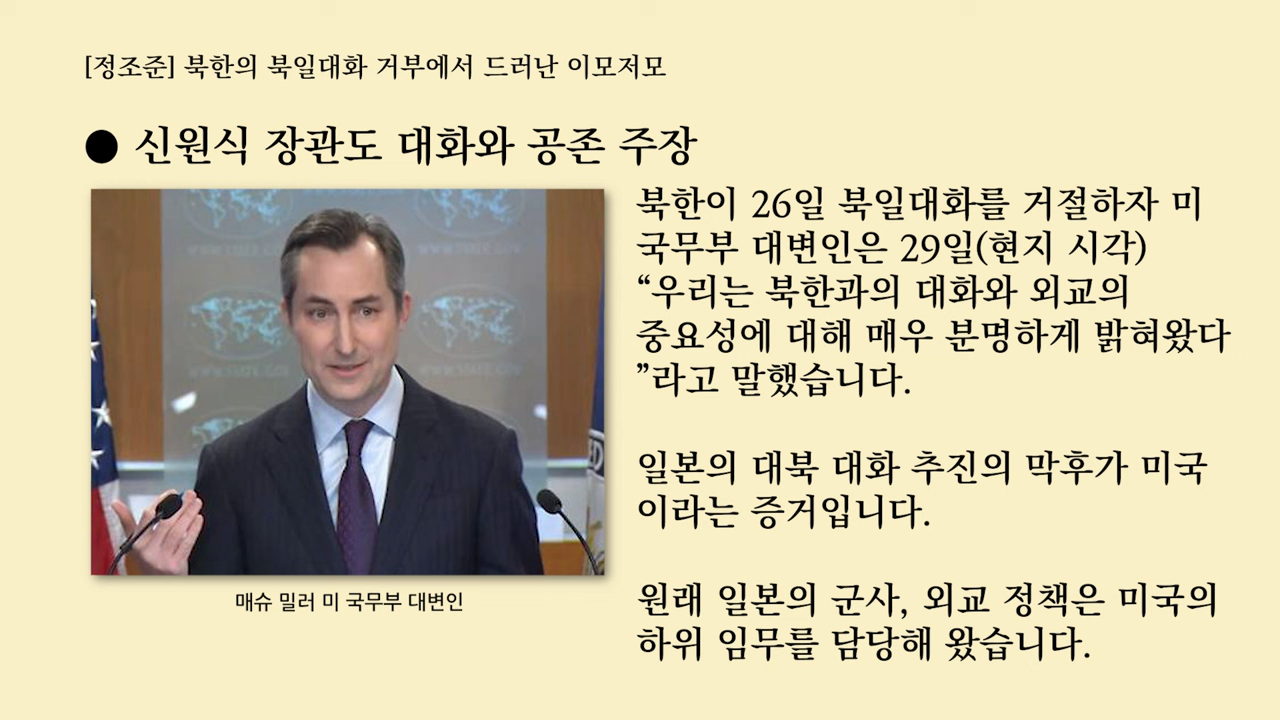 [정조준] 북한의 북일대화 거부에서 드러난 이모저모
● 신원식 장관도 대화와 공존 주장
북한이 26일 북일대화를 거절하자 미
국무부 대변인은 29일(현지 시각)
“우리는 북한과의 대화와 외교의
중요성에 대해 매우 분명하게 밝혀왔다
”라고 말했습니다.
일본의 대북 대화 추진의 막후가 미국
이라는 증거입니다.
원래 일본의 군사, 외교 정책은 미국의
하위 임무를 담당해 왔습니다.
매슈 밀러 미 국무부 대변인